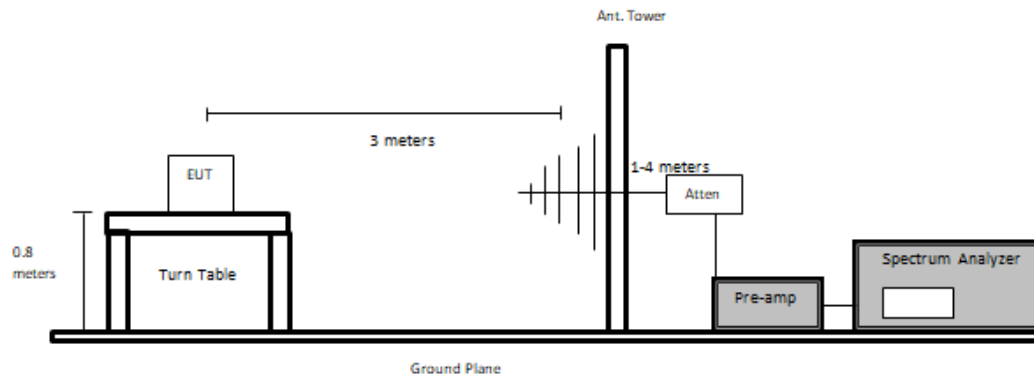 Ant. Tower
3 meters
1-4 meters
EUT
Atten
0.8
meters
Turn Table
Spectrum Analyzer
Pre-amp
Ground Plane